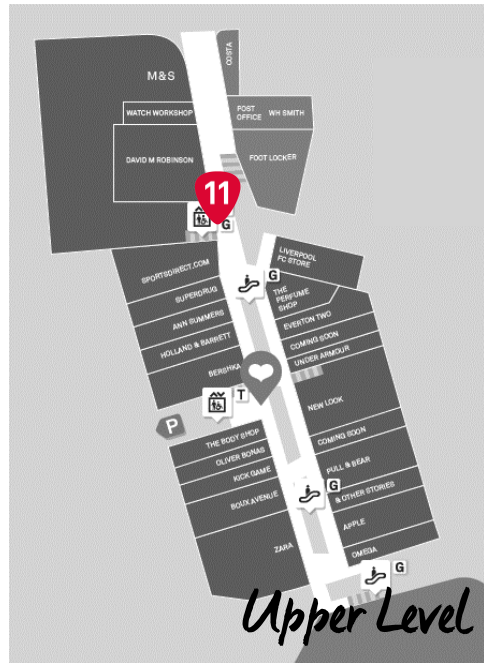 COSTA
M&S
WATCH WORKSHOP
POST
OFFICE
WH SMITH
DAVID M ROBINSON
FOOT LOCKER
11
G
SPORTSDIRECT.COM
LIVERPOOL
FC STORE
G
SUPERDRUG
THE
PERFUME
SHOP
ANN SUMMERS
EVERTON TWO
HOLLAND & BARRETT
COMING SOON
BERSHKA
UNDER ARMOUR
T
NEW LOOK
P
THE BODY SHOP
COMING SOON
OLIVER BONAS
KICK GAME
PULL & BEAR
BOUX AVENUE
G
& OTHER STORIES
APPLE
ZARA
OMEGA
G
Upper Level